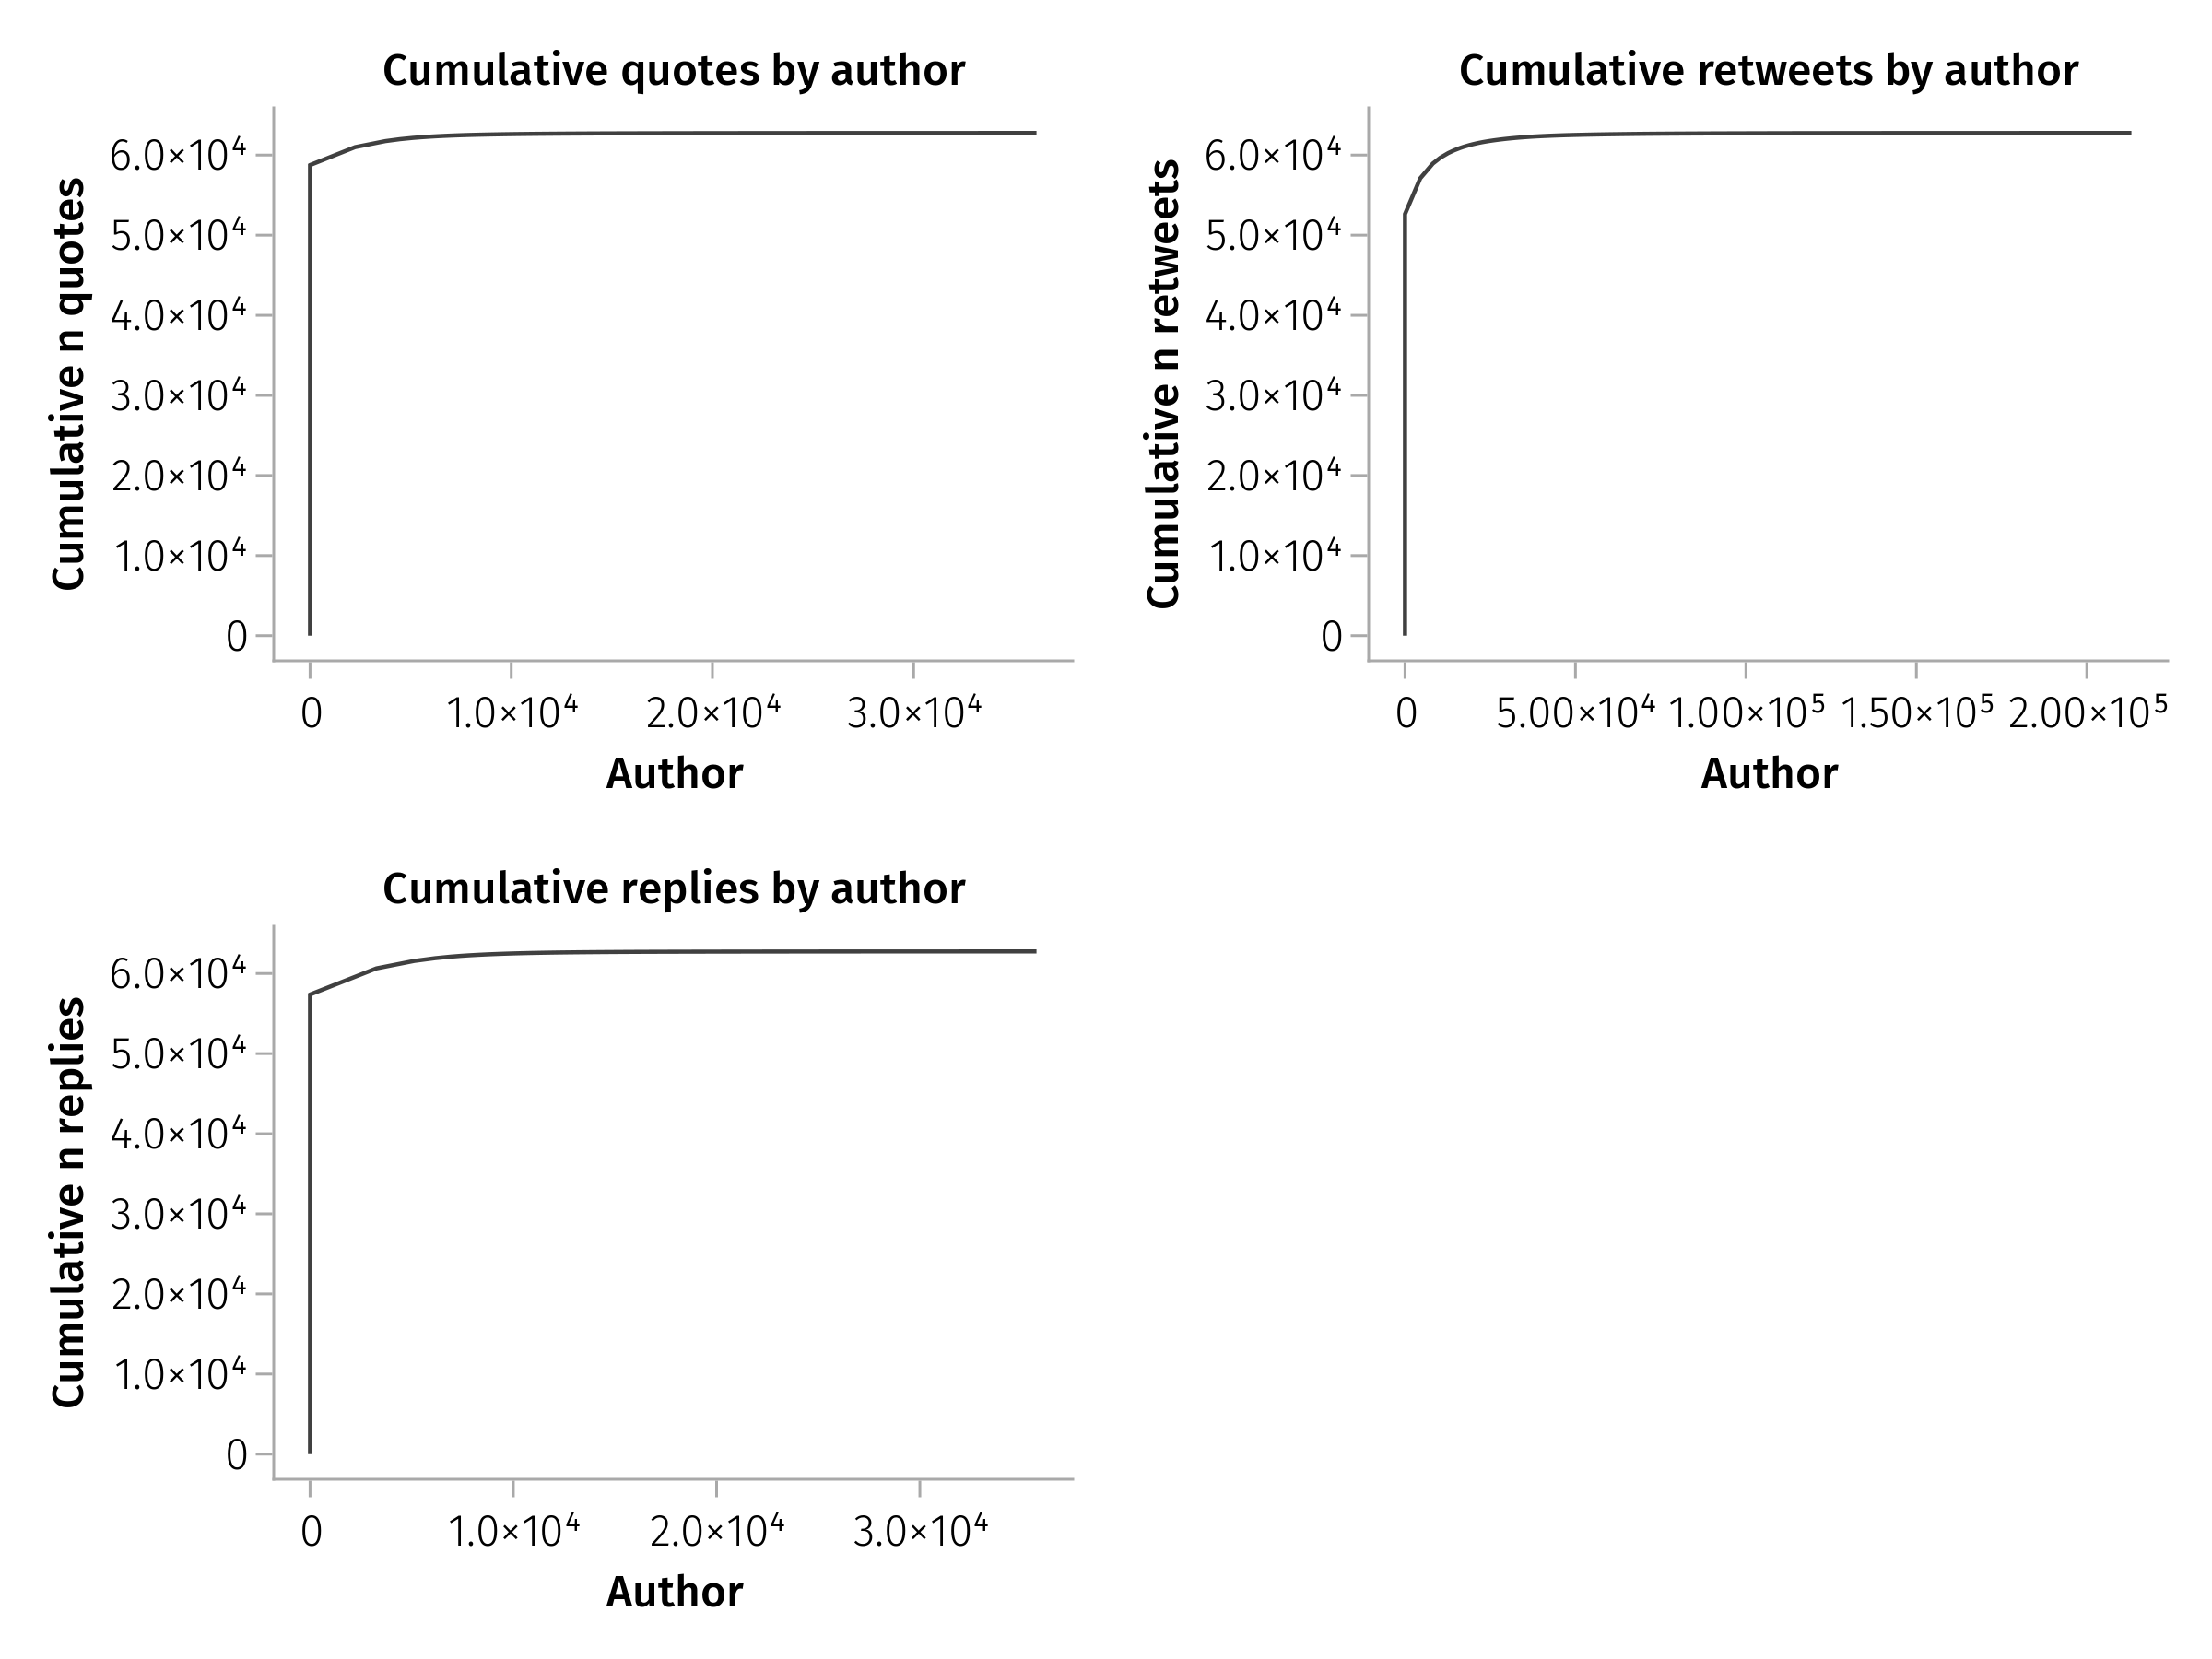 Cumulative quotes by author
Cumulative n quotes
6.0×10⁴
5.0×10⁴
4.0×10⁴
3.0×10⁴
2.0×10⁴
1.0×10⁴
0
0 1.0×10⁴ 2.0×10⁴ 3.0×10⁴
Author
Cumulative retweets by author
Cumulative n retweets
6.0×10⁴
5.0×10⁴
4.0×10⁴
3.0×10⁴
2.0×10⁴
1.0×10⁴
0
0 5.00×10⁴ 1.00×10⁵ 1.50×10⁵ 2.00×10⁵
Author
Cumulative replies by author
Cumulative n replies
6.0×10⁴
5.0×10⁴
4.0×10⁴
3.0×10⁴
2.0×10⁴
1.0×10⁴
0
0 1.0×10⁴ 2.0×10⁴ 3.0×10⁴
Author